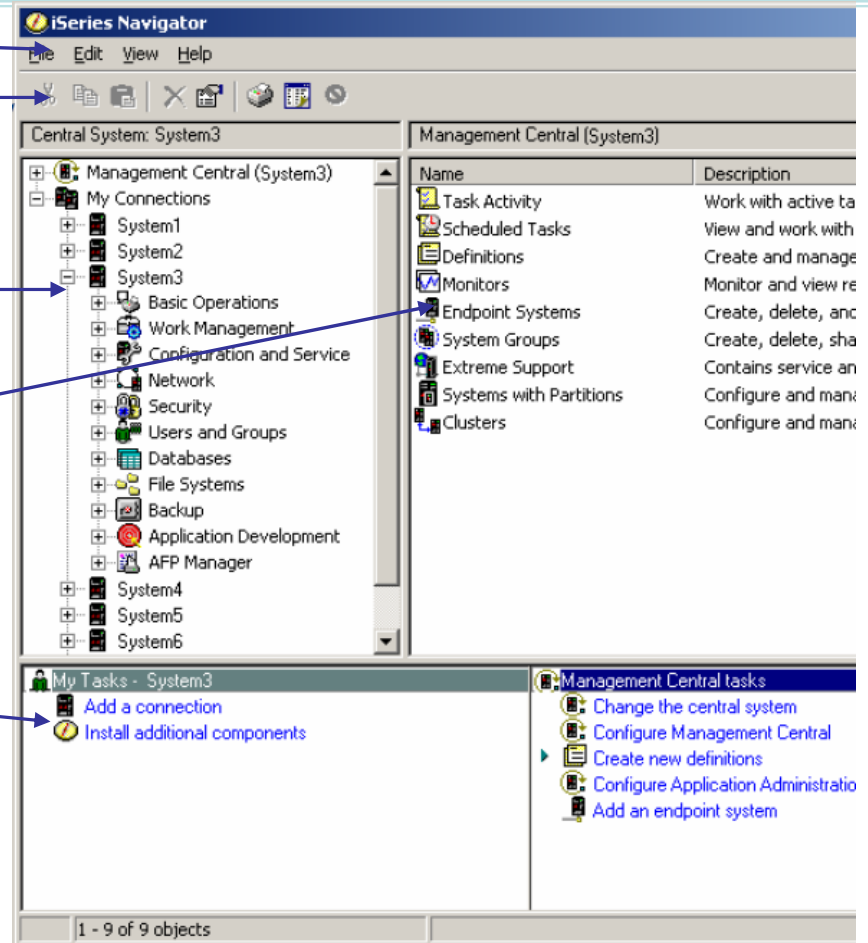 iSeries Navigator
File Edit View Help
Central System: System3
Management Central (System3)
Management Central (System3)
My Connections
System1
System2
System3
Basic Operations
Work Management
Configuration and Service
Network
Security
Users and Groups
Databases
File Systems
Backup
Application Development
AFP Manager
System4
System5
System6
Name Description
Task Activity Work with active ta
Scheduled Tasks View and work with
Definitions Create and manage
Monitors Monitor and view re
Endpoint Systems Create, delete, and
System Groups Create, delete, sha
Extreme Support Contains service an
Systems with Partitions Configure and mana
Clusters Configure and mana
My Tasks - System3
Add a connection
Install additional components
Management Central tasks
Change the central system
Configure Management Central
Create new definitions
Configure Application Administratio
Add an endpoint system
1 - 9 of 9 objects